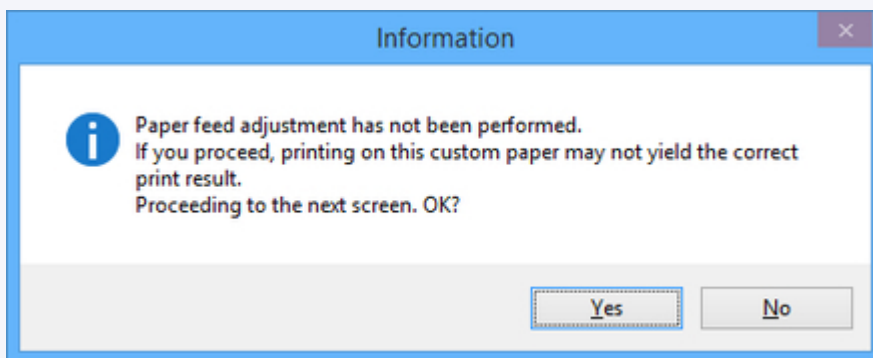 Information
Paper feed adjustment has not been performed.
If you proceed, printing on this custom paper may not yield the correct
print result.
Proceeding to the next screen. OK?
Yes
No